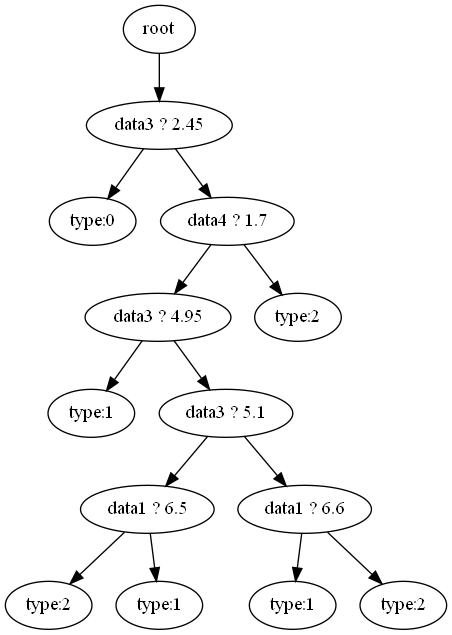 root
data3 ? 2.45
type:0
data4 ? 1.7
data3 ? 4.95
type:2
type:1
data3 ? 5.1
data1 ? 6.5
data1 ? 6.6
type:2
type:1
type:1
type:2